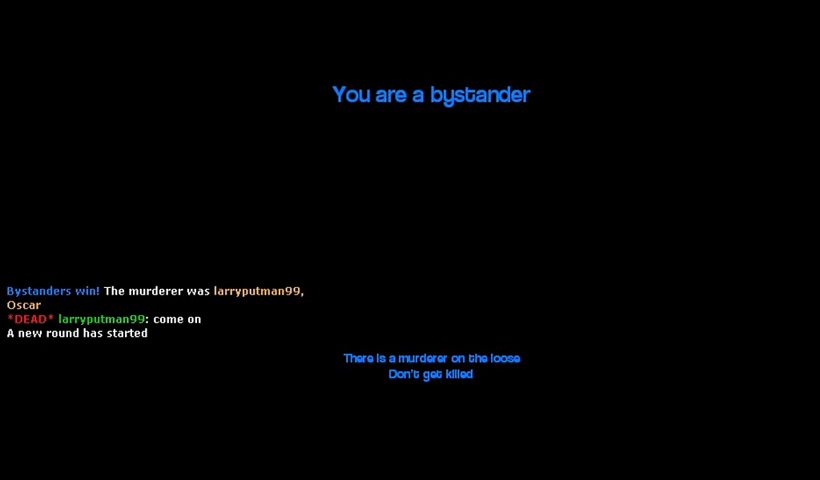 You are a bystander
Bystanders win! The murderer was larryputman99,
Oscar
*DEAD* larryputman99: come on
A new round has started
There is a murderer on the loose
Don't get killed